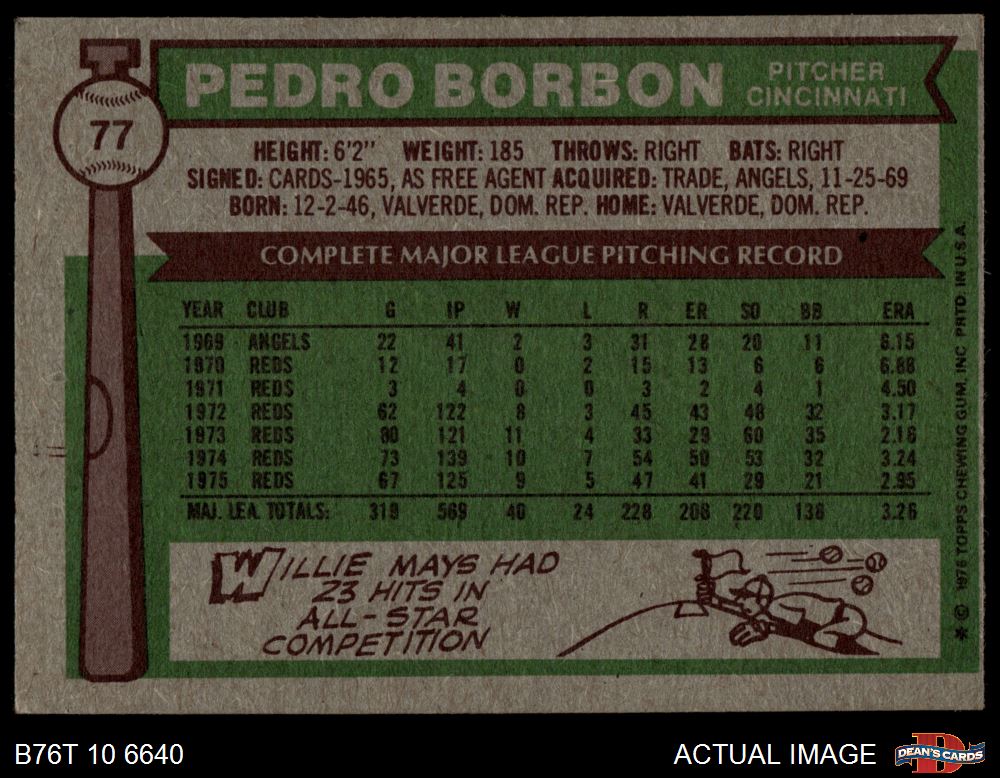 PEDRO BORBON
PITCHER
CINCINNATI
77
HEIGHT: 6'2" WEIGHT: 185 THROWS: RIGHT BATS: RIGHT
SIGNED: CARDS-1965, AS FREE AGENT ACQUIRED: TRADE, ANGELS, 11-25-69
BORN: 12-2-46, VALVERDE, DOM. REP. HOME: VALVERDE, DOM. REP.
COMPLETE MAJOR LEAGUE PITCHING RECORD
YEAR CLUB G IP W L R ER SO BB ERA
1969 ANGELS 22 41 2 3 31 28 20 11 6.15
1970 REDS 12 17 0 2 15 13 6 6 6.88
1971 REDS 3 4 0 0 3 2 4 1 4.50
1972 REDS 62 122 8 3 45 43 48 32 3.17
1973 REDS 80 121 11 4 33 29 60 35 2.16
1974 REDS 73 139 10 7 54 50 53 32 3.24
1975 REDS 67 125 9 5 47 41 29 21 2.95
MAJ. LEA. TOTALS: 319 569 40 24 228 206 220 138 3.26
WILLIE MAYS HAD
23 HITS IN
ALL-STAR
COMPETITION
* © 1976 TOPPS CHEWING GUM, INC. PRTD. IN U.S.A.
B76T 10 6640
ACTUAL IMAGE
D
DEAN'S CARDS